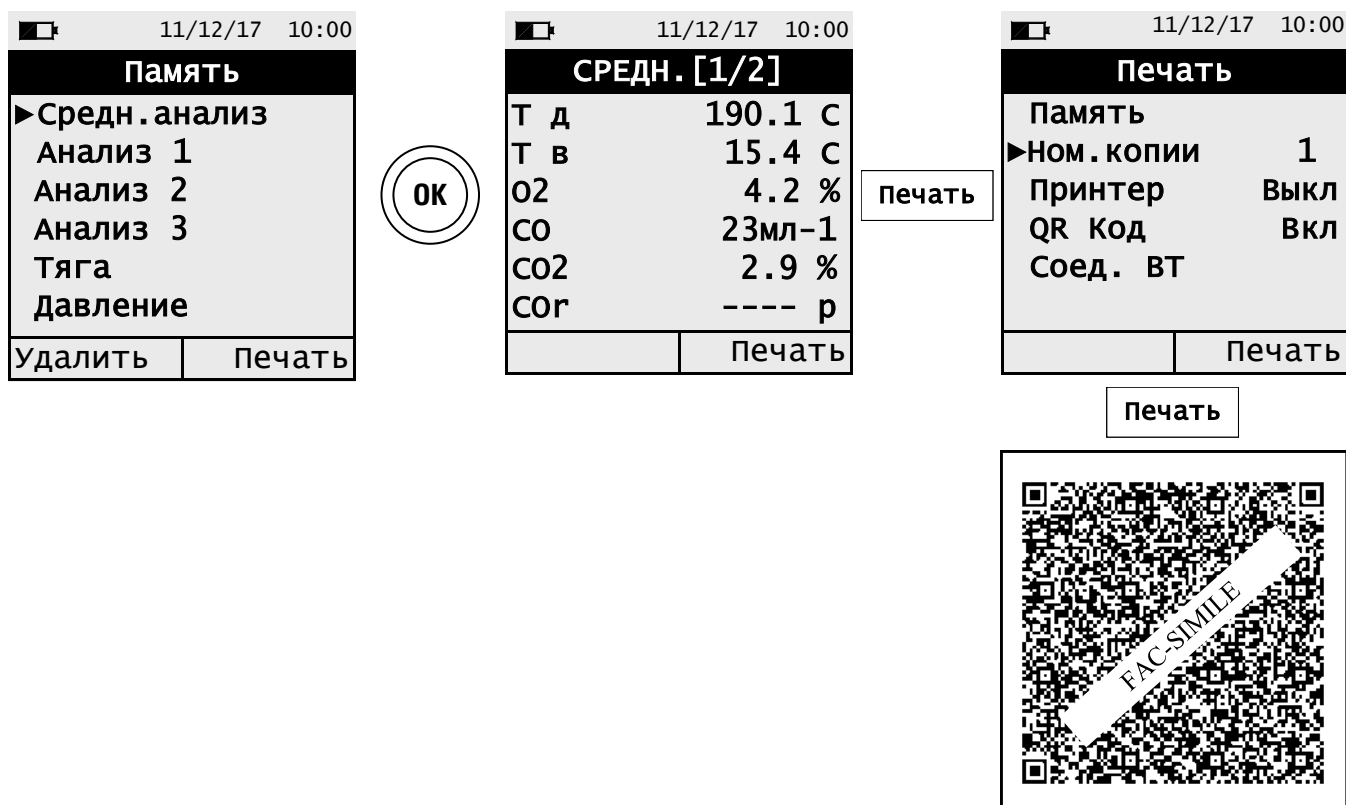 11/12/17 10:00
Память
▶Средн.анализ
Анализ 1
Анализ 2
Анализ 3
Тяга
Давление
Удалить Печать
OK
11/12/17 10:00
СРЕДН.[1/2]
Т д 190.1 C
Т в 15.4 C
O2 4.2 %
CO 23мл-1
CO2 2.9 %
COr ---- p
Печать
Печать
11/12/17 10:00
Печать
Память
▶Ном.копии 1
Принтер Выкл
QR Код Вкл
Соед. BT
Печать
Печать
FAC-SIMILE